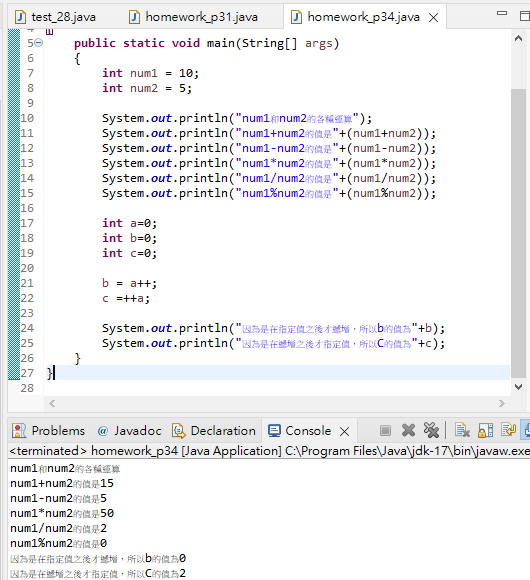 test_28.java homework_p31.java homework_p34.java
4
5 public static void main(String[] args)
6 {
7 int num1 = 10;
8 int num2 = 5;
9
10 System.out.println("num1和num2的各種運算");
11 System.out.println("num1+num2的值是"+(num1+num2));
12 System.out.println("num1-num2的值是"+(num1-num2));
13 System.out.println("num1*num2的值是"+(num1*num2));
14 System.out.println("num1/num2的值是"+(num1/num2));
15 System.out.println("num1%num2的值是"+(num1%num2));
16
17 int a=0;
18 int b=0;
19 int c=0;
20
21 b = a++;
22 c =++a;
23
24 System.out.println("因為是在指定值之後才遞增，所以b的值為"+b);
25 System.out.println("因為是在遞增之後才指定值，所以C的值為"+c);
26 }
27 }
28
Problems @ Javadoc Declaration Console
<terminated> homework_p34 [Java Application] C:\Program Files\Java\jdk-17\bin\javaw.exe
num1和num2的各種運算
num1+num2的值是15
num1-num2的值是5
num1*num2的值是50
num1/num2的值是2
num1%num2的值是0
因為是在指定值之後才遞增，所以b的值為0
因為是在遞增之後才指定值，所以C的值為2